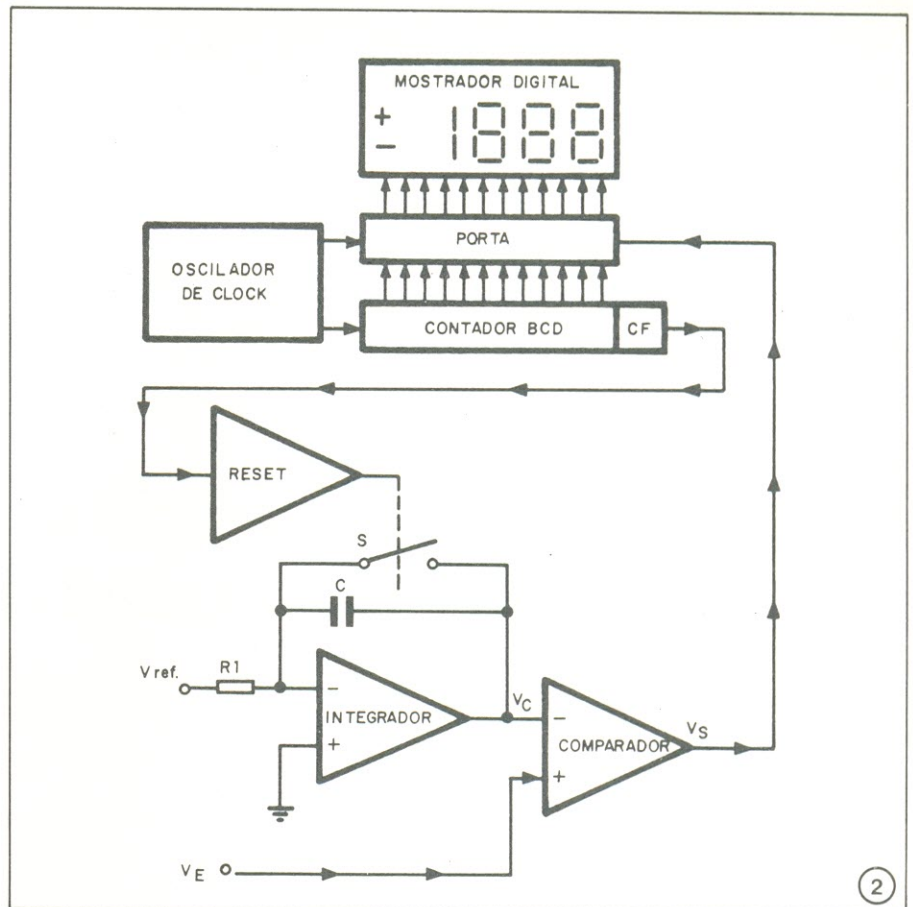 MOSTRADOR DIGITAL
+
−
1888
PORTA
OSCILADOR
DE CLOCK
CONTADOR BCD CF
RESET
S
C
V ref. R1
−
INTEGRADOR
+
VC
−
COMPARADOR
+
VS
VE
2